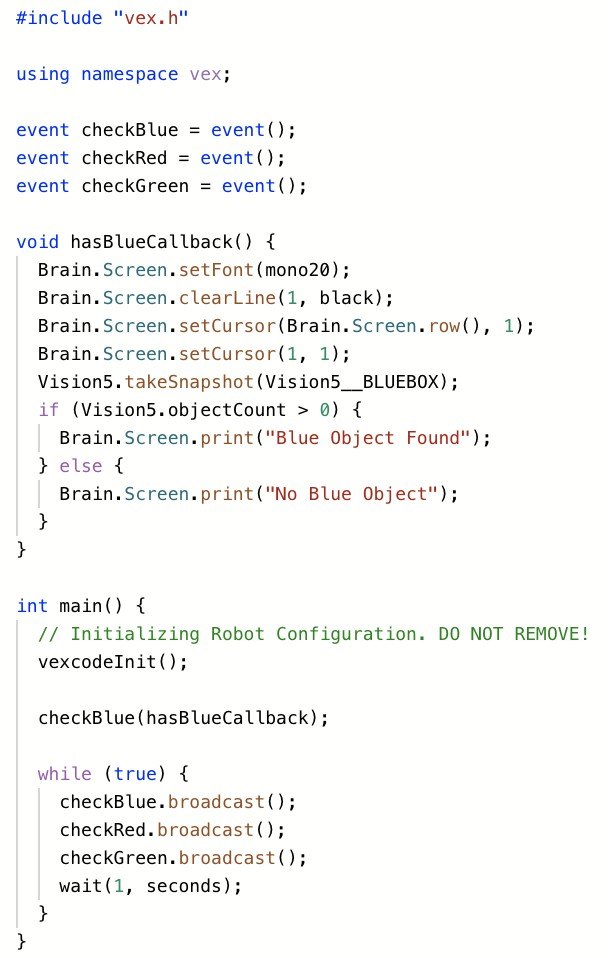 #include "vex.h"
using namespace vex;
event checkBlue = event();
event checkRed = event();
event checkGreen = event();
void hasBlueCallback() {
Brain.Screen.setFont(mono20);
Brain.Screen.clearLine(1, black);
Brain.Screen.setCursor(Brain.Screen.row(), 1);
Brain.Screen.setCursor(1, 1);
Vision5.takeSnapshot(Vision5__BLUEBOX);
if (Vision5.objectCount > 0) {
Brain.Screen.print("Blue Object Found");
} else {
Brain.Screen.print("No Blue Object");
}
}
int main() {
// Initializing Robot Configuration. DO NOT REMOVE!
vexcodeInit();
checkBlue(hasBlueCallback);
while (true) {
checkBlue.broadcast();
checkRed.broadcast();
checkGreen.broadcast();
wait(1, seconds);
}
}